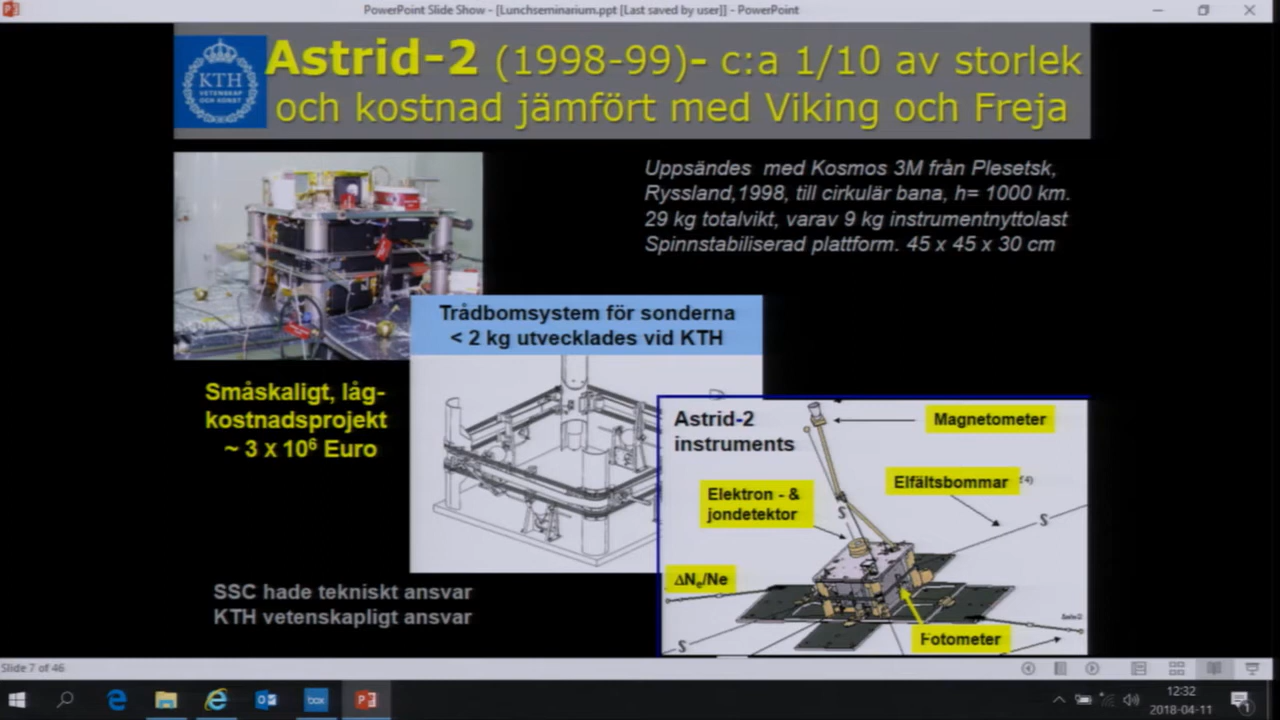 PowerPoint Slide Show - [Lunchseminarium.ppt [Last saved by user]] - PowerPoint
Astrid-2 (1998-99)- c:a 1/10 av storlek
och kostnad jämfört med Viking och Freja
KTH
VETENSKAP
OCH KONST
Uppsändes med Kosmos 3M från Plesetsk,
Ryssland,1998, till cirkulär bana, h= 1000 km.
29 kg totalvikt, varav 9 kg instrumentnyttolast
Spinnstabiliserad plattform. 45 x 45 x 30 cm
Trådbomsystem för sonderna
< 2 kg utvecklades vid KTH
Småskaligt, låg-
kostnadsprojekt
~ 3 x 10⁶ Euro
Astrid-2
instruments
Magnetometer
Elfältsbommar
Elektron - &
jondetektor
S
S
ΔNₑ/Ne
Fotometer
S
SSC hade tekniskt ansvar
KTH vetenskapligt ansvar
Slide 7 of 46
box
12:32
2018-04-11
1